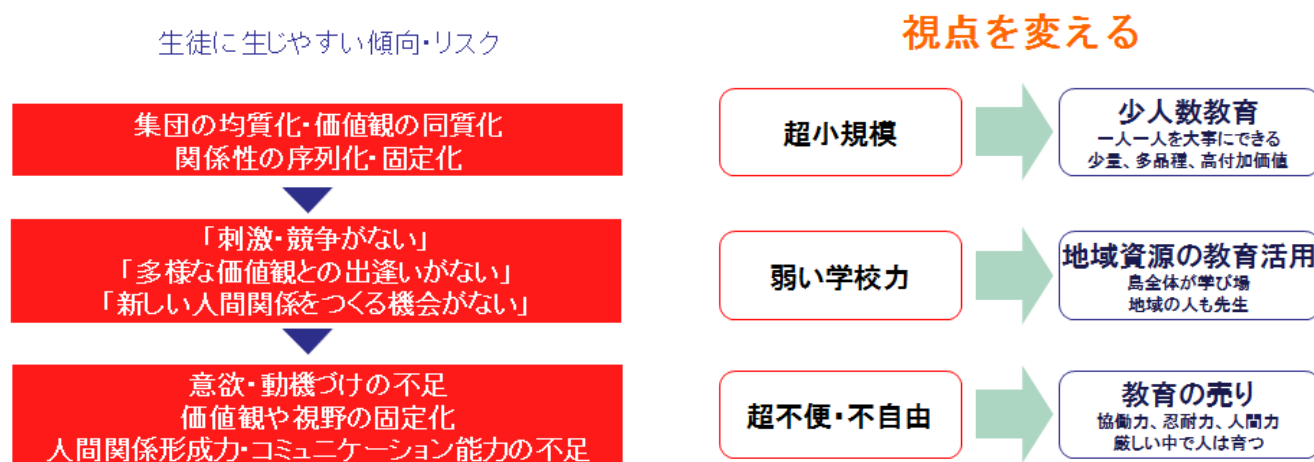 生徒に生じやすい傾向・リスク
集団の均質化・価値観の同質化
関係性の序列化・固定化
「刺激・競争がない」
「多様な価値観との出逢いがない」
「新しい人間関係をつくる機会がない」
意欲・動機づけの不足
価値観や視野の固定化
人間関係形成力・コミュニケーション能力の不足
視点を変える
超小規模
少人数教育
一人一人を大事にできる
少量、多品種、高付加価値
弱い学校力
地域資源の教育活用
島全体が学び場
地域の人も先生
超不便・不自由
教育の売り
協働力、忍耐力、人間力
厳しい中で人は育つ